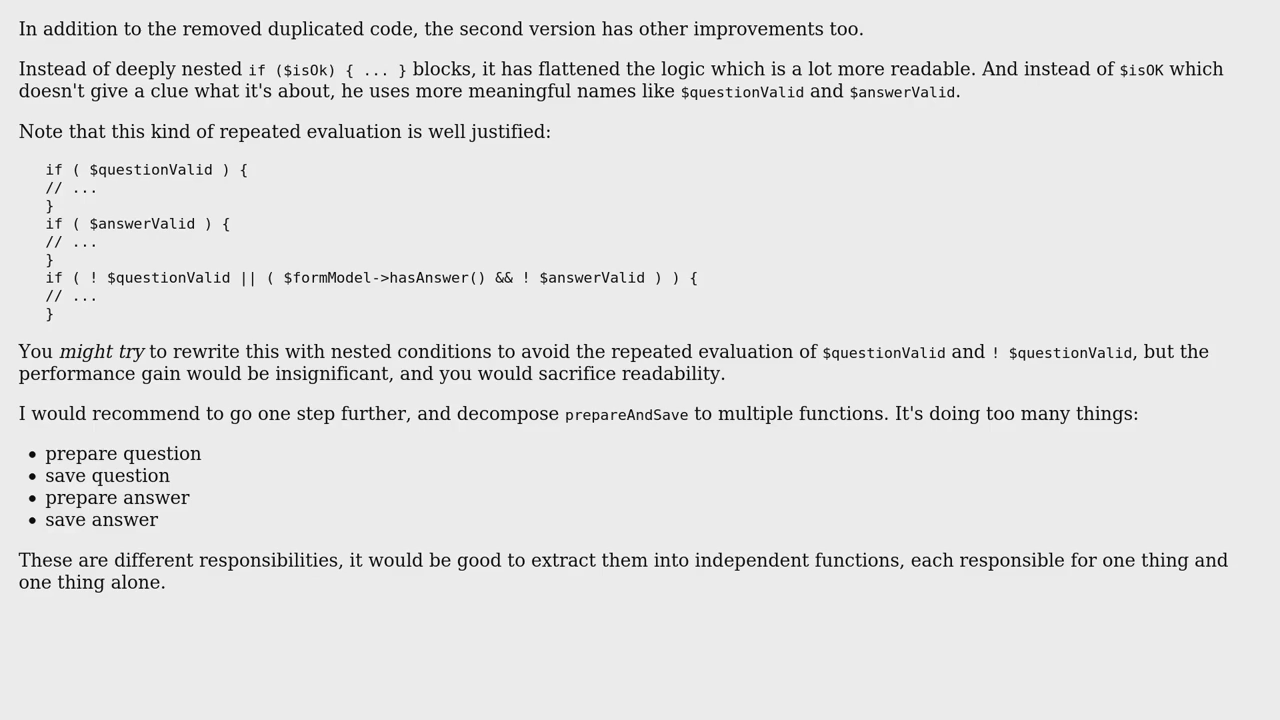 In addition to the removed duplicated code, the second version has other improvements too.
Instead of deeply nested if ($isOk) { ... } blocks, it has flattened the logic which is a lot more readable. And instead of $isOK which
doesn't give a clue what it's about, he uses more meaningful names like $questionValid and $answerValid.
Note that this kind of repeated evaluation is well justified:
if ( $questionValid ) {
// ...
}
if ( $answerValid ) {
// ...
}
if ( ! $questionValid || ( $formModel->hasAnswer() && ! $answerValid ) ) {
// ...
}
You might try to rewrite this with nested conditions to avoid the repeated evaluation of $questionValid and ! $questionValid, but the
performance gain would be insignificant, and you would sacrifice readability.
I would recommend to go one step further, and decompose prepareAndSave to multiple functions. It's doing too many things:
• prepare question
• save question
• prepare answer
• save answer
These are different responsibilities, it would be good to extract them into independent functions, each responsible for one thing and
one thing alone.